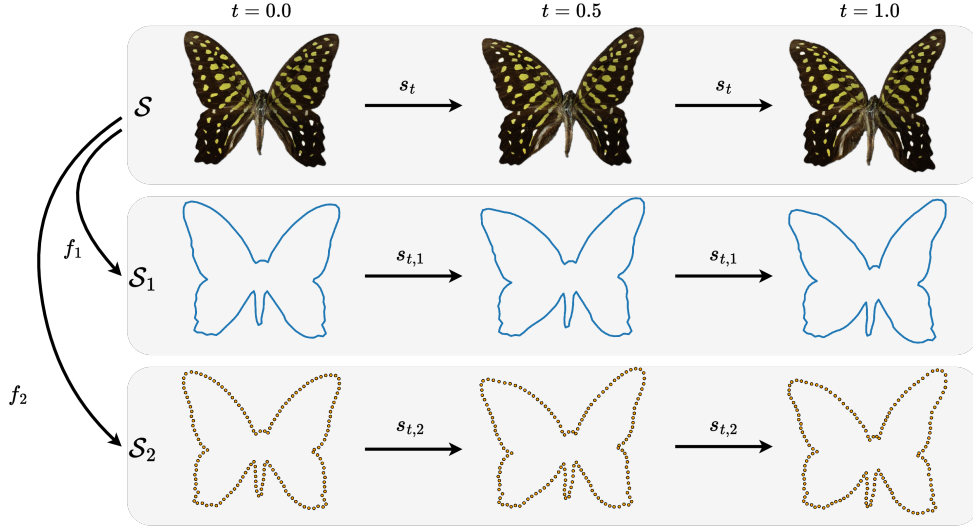 t = 0.0 t = 0.5 t = 1.0
𝒮 s_t s_t
f_1
𝒮_1 s_{t,1} s_{t,1}
f_2
𝒮_2 s_{t,2} s_{t,2}